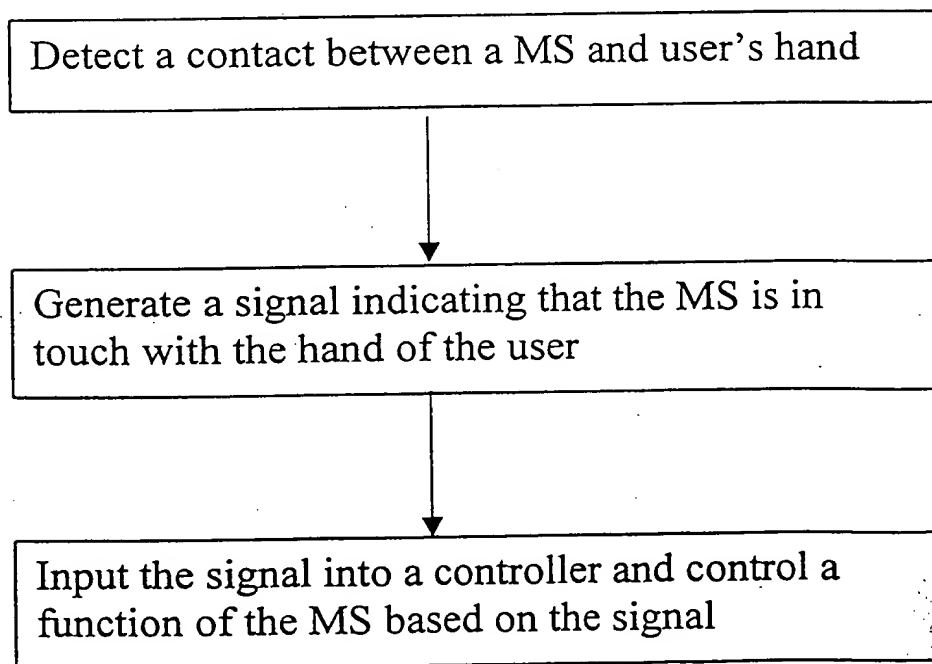 Detect a contact between a MS and user's hand
Generate a signal indicating that the MS is in
touch with the hand of the user
Input the signal into a controller and control a
function of the MS based on the signal